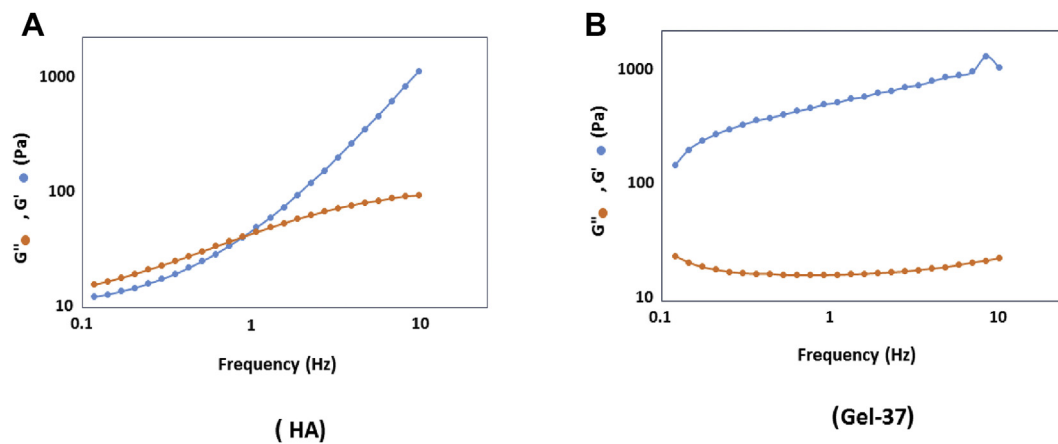 A
1000
100
10
0.1
1
10
G'' , G' (Pa)
Frequency (Hz)
( HA)
B
1000
100
10
0.1
1
10
G'' , G' (Pa)
Frequency (Hz)
(Gel-37)